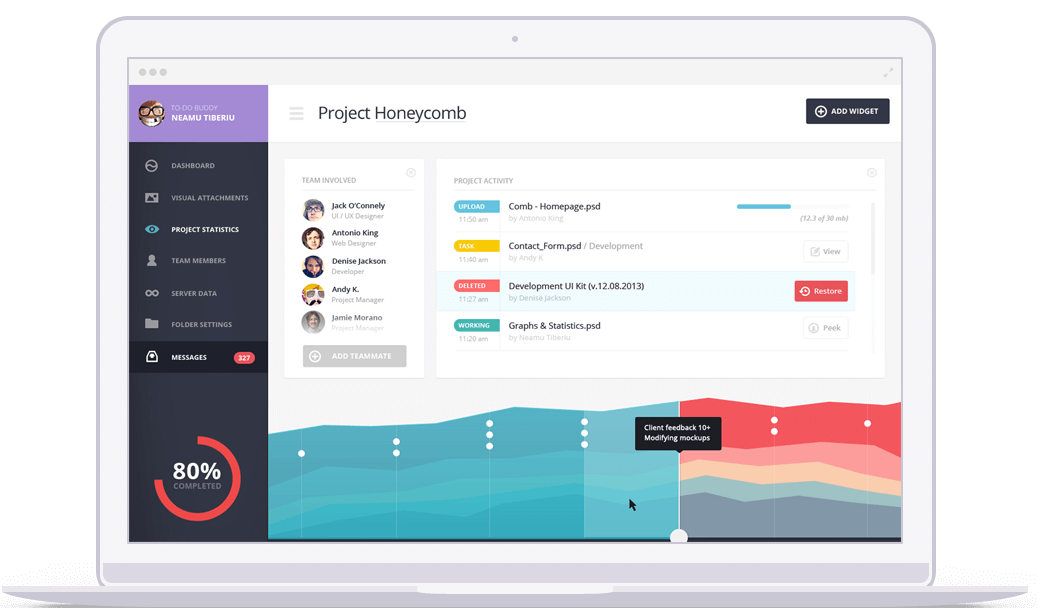 TO-DO BUDDY
NEAMU TIBERIU
Project Honeycomb
ADD WIDGET
DASHBOARD
VISUAL ATTACHMENTS
PROJECT STATISTICS
TEAM MEMBERS
SERVER DATA
FOLDER SETTINGS
MESSAGES 327
80%
COMPLETED
TEAM INVOLVED
Jack O'Connely
UI / UX Designer
Antonio King
Web Designer
Denise Jackson
Developer
Andy K.
Project Manager
Jamie Morano
Project Manager
ADD TEAMMATE
PROJECT ACTIVITY
UPLOAD Comb - Homepage.psd
11:50 am by Antonio King (12.3 of 30 mb)
TASK Contact_Form.psd / Development
11:40 am by Andy K View
DELETED Development UI Kit (v.12.08.2013)
11:27 am by Denise Jackson Restore
WORKING Graphs & Statistics.psd
11:20 am by Neamu Tiberiu Peek
Client feedback 10+
Modifying mockups